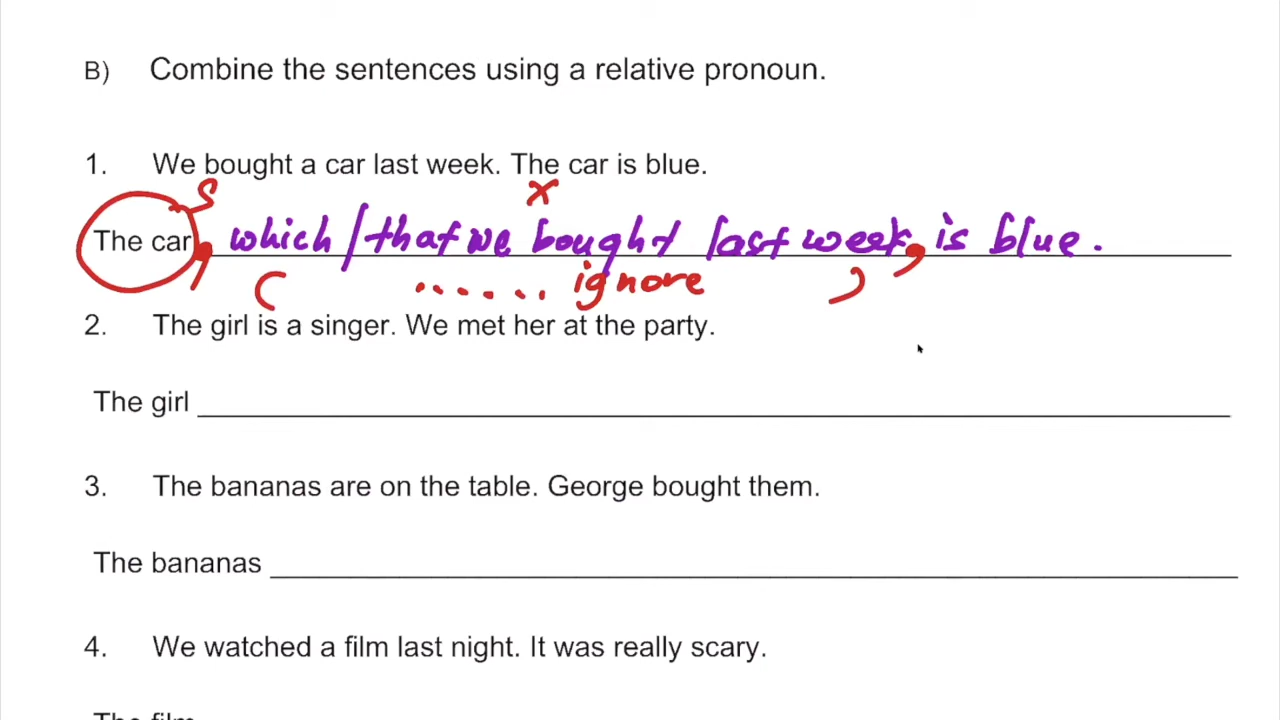 B) Combine the sentences using a relative pronoun.
1. We bought a car last week. The car is blue.
S x
The car, which/that we bought last week, is blue.
( ...... ignore )
2. The girl is a singer. We met her at the party.
The girl
3. The bananas are on the table. George bought them.
The bananas
4. We watched a film last night. It was really scary.
The film